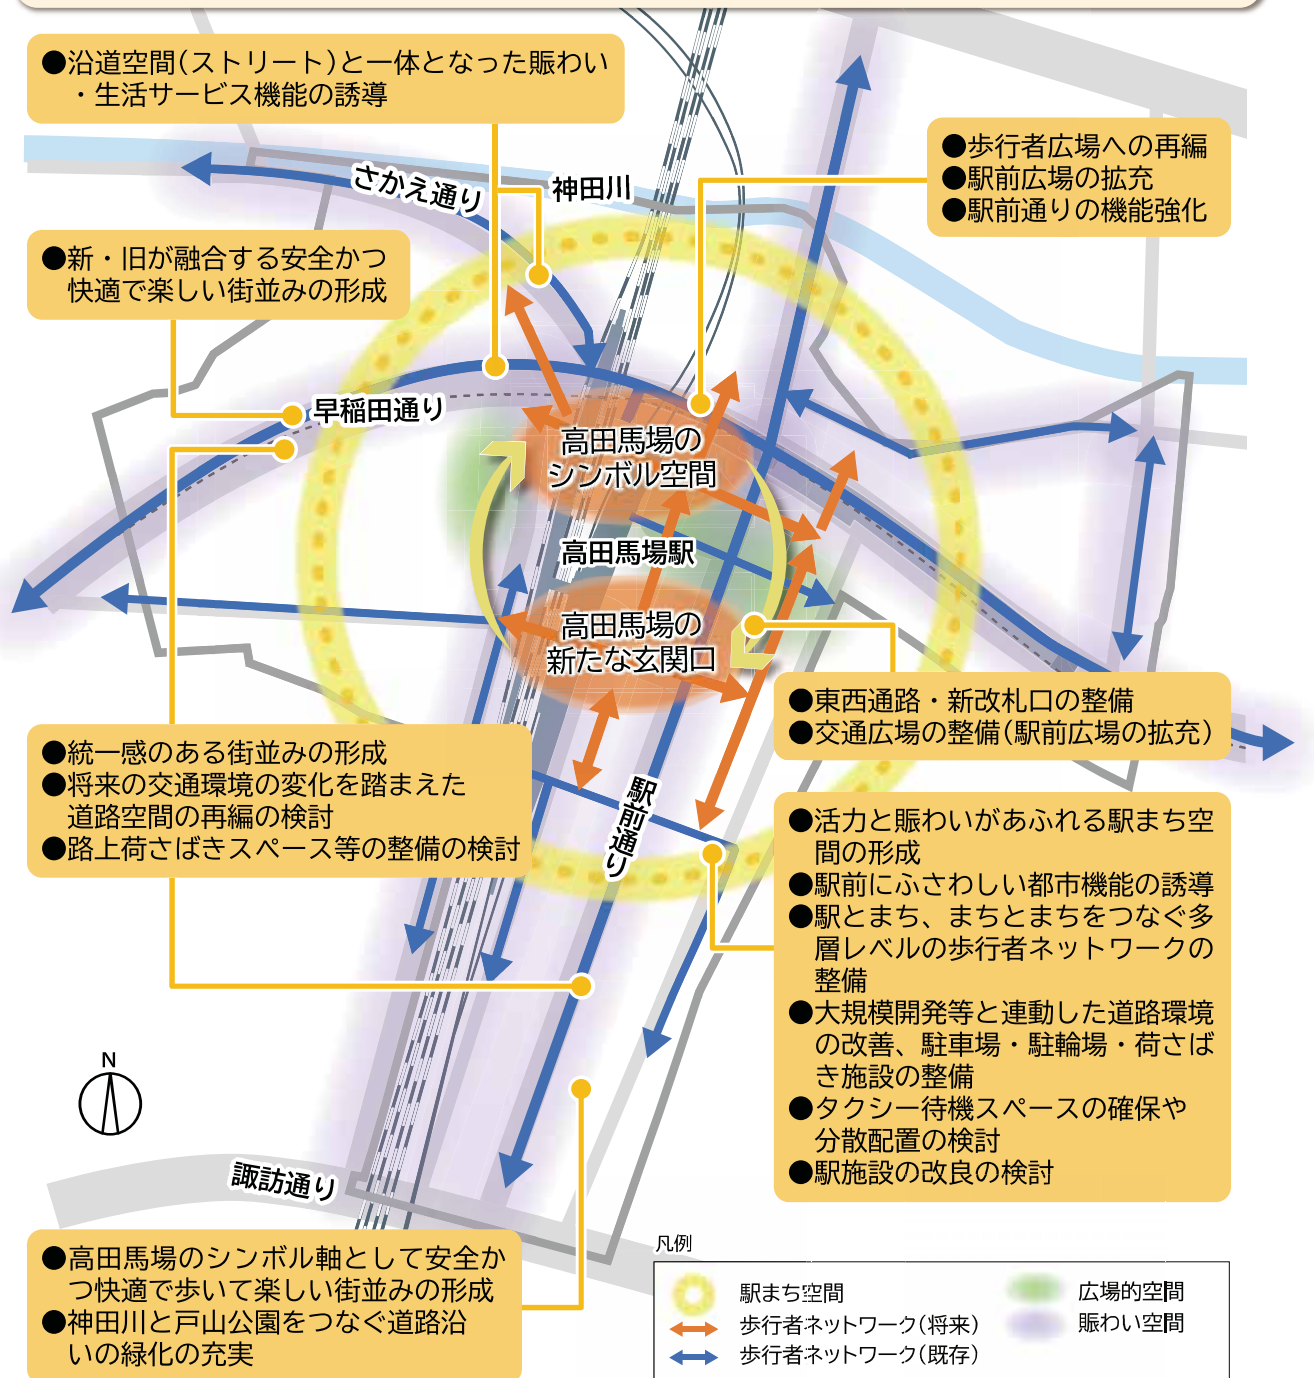 ●沿道空間(ストリート)と一体となった賑わい
・生活サービス機能の誘導
●歩行者広場への再編
●駅前広場の拡充
●駅前通りの機能強化
さかえ通り
神田川
●新・旧が融合する安全かつ
快適で楽しい街並みの形成
早稲田通り
高田馬場の
シンボル空間
高田馬場駅
高田馬場の
新たな玄関口
●東西通路・新改札口の整備
●交通広場の整備(駅前広場の拡充)
●統一感のある街並みの形成
●将来の交通環境の変化を踏まえた
道路空間の再編の検討
●路上荷さばきスペース等の整備の検討
駅前通り
●活力と賑わいがあふれる駅まち空
間の形成
●駅前にふさわしい都市機能の誘導
●駅とまち、まちとまちをつなぐ多
層レベルの歩行者ネットワークの
整備
●大規模開発等と連動した道路環境
の改善、駐車場・駐輪場・荷さば
き施設の整備
●タクシー待機スペースの確保や
分散配置の検討
●駅施設の改良の検討
N
諏訪通り
●高田馬場のシンボル軸として安全か
つ快適で歩いて楽しい街並みの形成
●神田川と戸山公園をつなぐ道路沿
いの緑化の充実
凡例
駅まち空間
歩行者ネットワーク(将来)
歩行者ネットワーク(既存)
広場的空間
賑わい空間